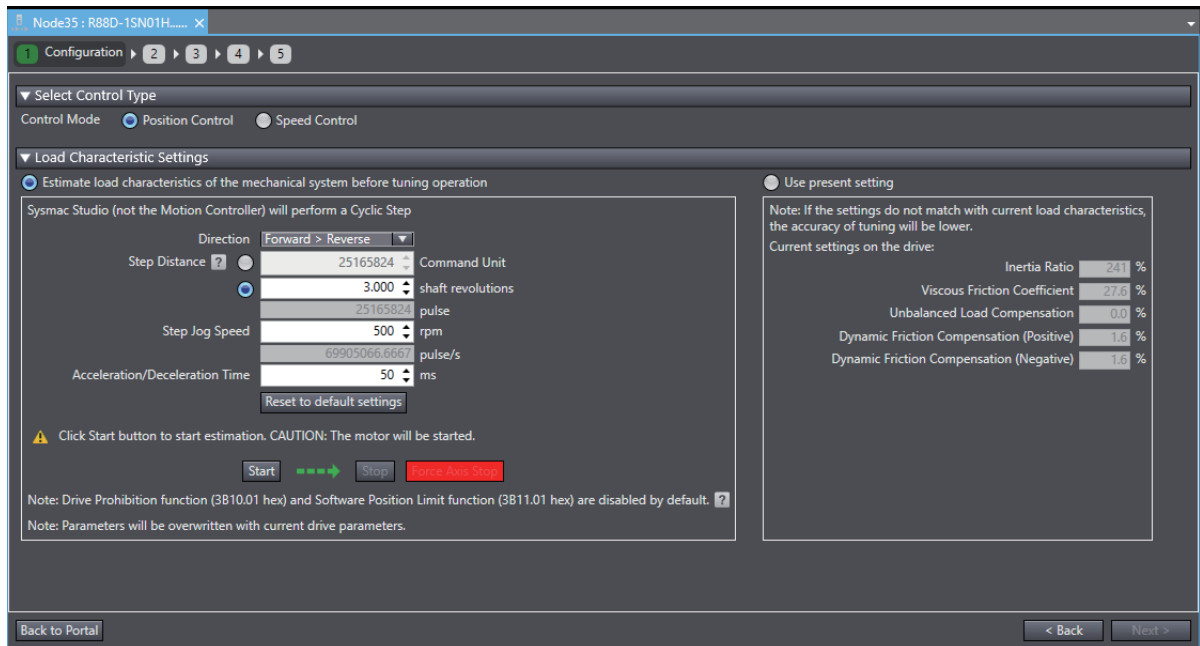 Node35 : R88D-1SN01H......
1 Configuration 2 3 4 5
Select Control Type
Control Mode Position Control Speed Control
Load Characteristic Settings
Estimate load characteristics of the mechanical system before tuning operation
Sysmac Studio (not the Motion Controller) will perform a Cyclic Step
Direction Forward > Reverse
Step Distance ? 25165824 Command Unit
3.000 shaft revolutions
25165824 pulse
Step Jog Speed 500 rpm
69905066.6667 pulse/s
Acceleration/Deceleration Time 50 ms
Reset to default settings
Click Start button to start estimation. CAUTION: The motor will be started.
Start Stop Force Axis Stop
Note: Drive Prohibition function (3B10.01 hex) and Software Position Limit function (3B11.01 hex) are disabled by default. ?
Note: Parameters will be overwritten with current drive parameters.
Use present setting
Note: If the settings do not match with current load characteristics,
the accuracy of tuning will be lower.
Current settings on the drive:
Inertia Ratio 241 %
Viscous Friction Coefficient 27.6 %
Unbalanced Load Compensation 0.0 %
Dynamic Friction Compensation (Positive) 1.6 %
Dynamic Friction Compensation (Negative) 1.6 %
Back to Portal < Back Next >